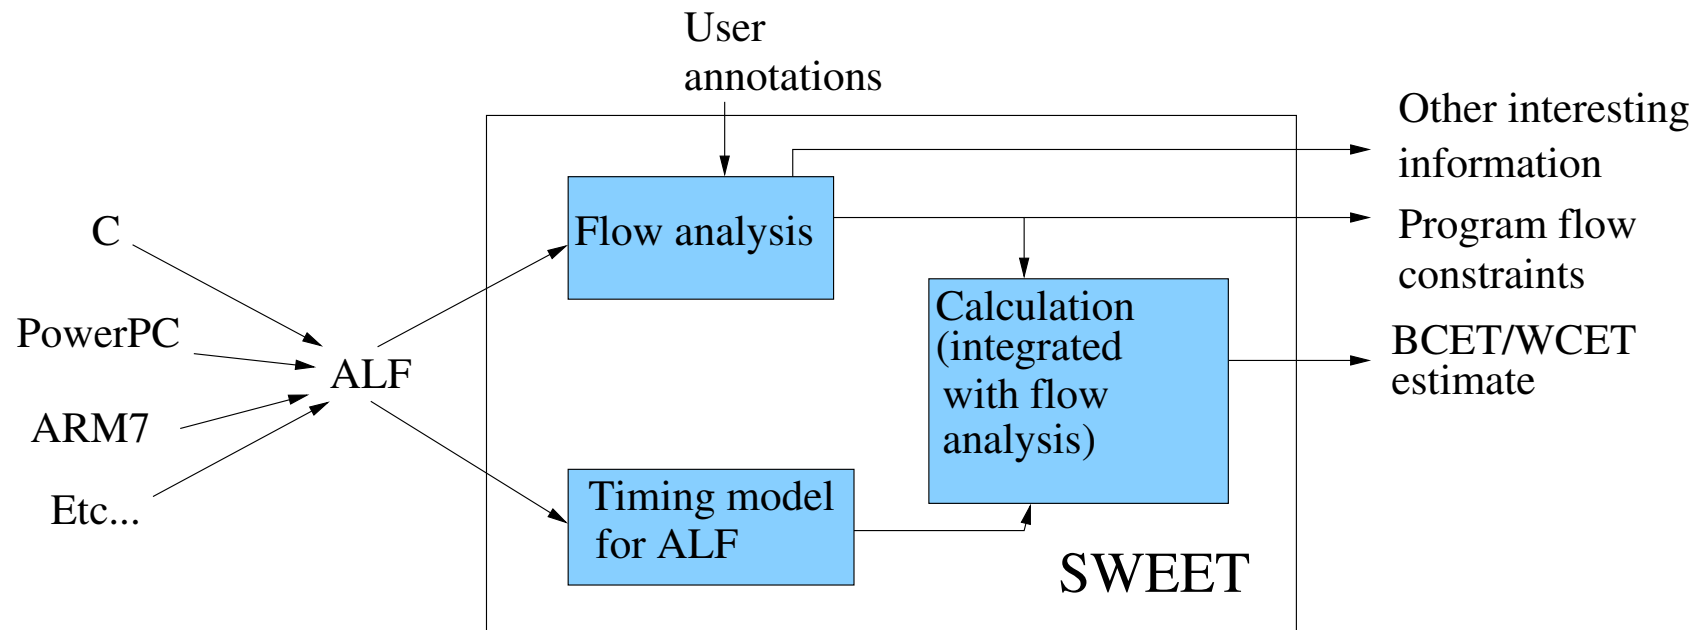 User
annotations
Other interesting
information
C
Flow analysis
Program flow
constraints
PowerPC
ALF
Calculation
(integrated
with flow
analysis)
BCET/WCET
estimate
ARM7
Etc...
Timing model
for ALF
SWEET